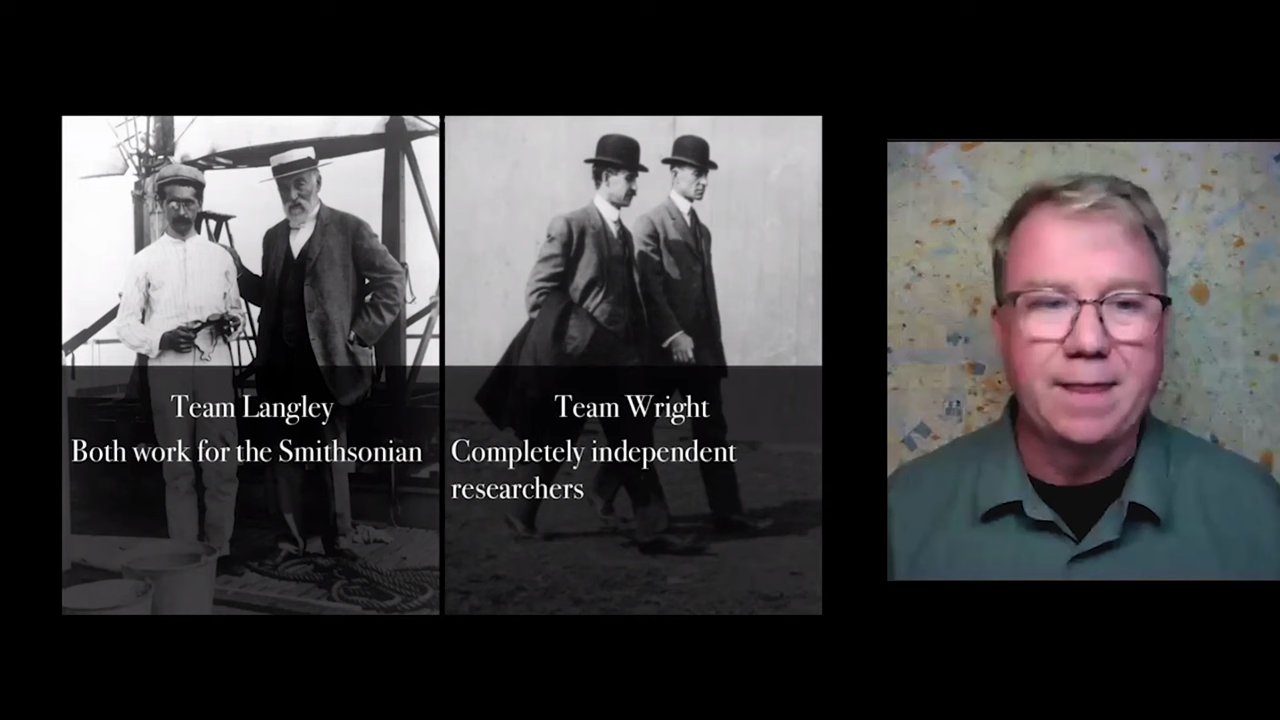 Team Langley
Both work for the Smithsonian
Team Wright
Completely independent
researchers